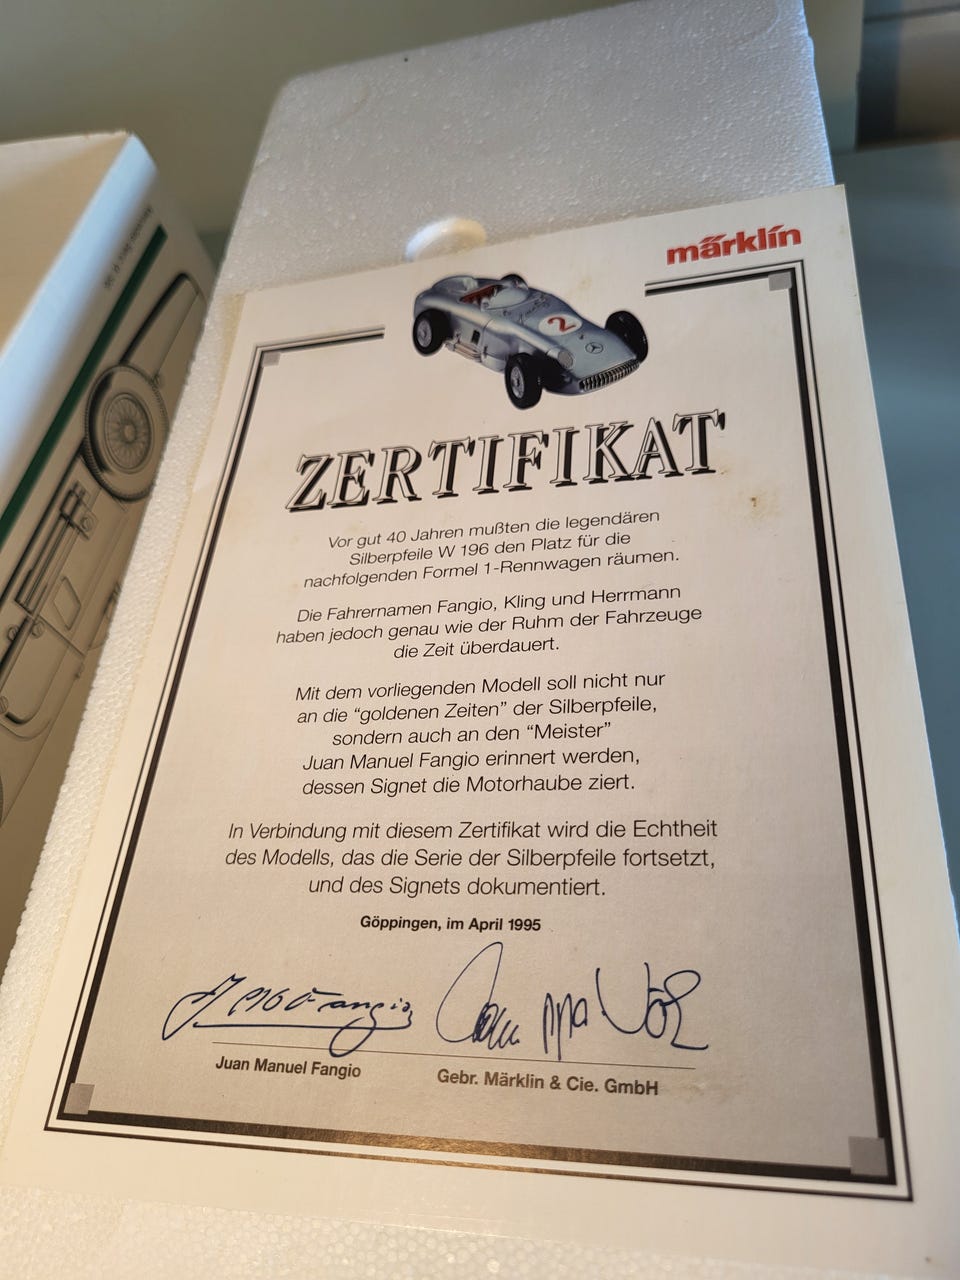 märklin
2
ZERTIFIKAT
Vor gut 40 Jahren mußten die legendären
Silberpfeile W 196 den Platz für die
nachfolgenden Formel 1-Rennwagen räumen.
Die Fahrernamen Fangio, Kling und Herrmann
haben jedoch genau wie der Ruhm der Fahrzeuge
die Zeit überdauert.
Mit dem vorliegenden Modell soll nicht nur
an die “goldenen Zeiten” der Silberpfeile,
sondern auch an den “Meister”
Juan Manuel Fangio erinnert werden,
dessen Signet die Motorhaube ziert.
In Verbindung mit diesem Zertifikat wird die Echtheit
des Modells, das die Serie der Silberpfeile fortsetzt,
und des Signets dokumentiert.
Göppingen, im April 1995
Juan Manuel Fangio
Gebr. Märklin & Cie. GmbH